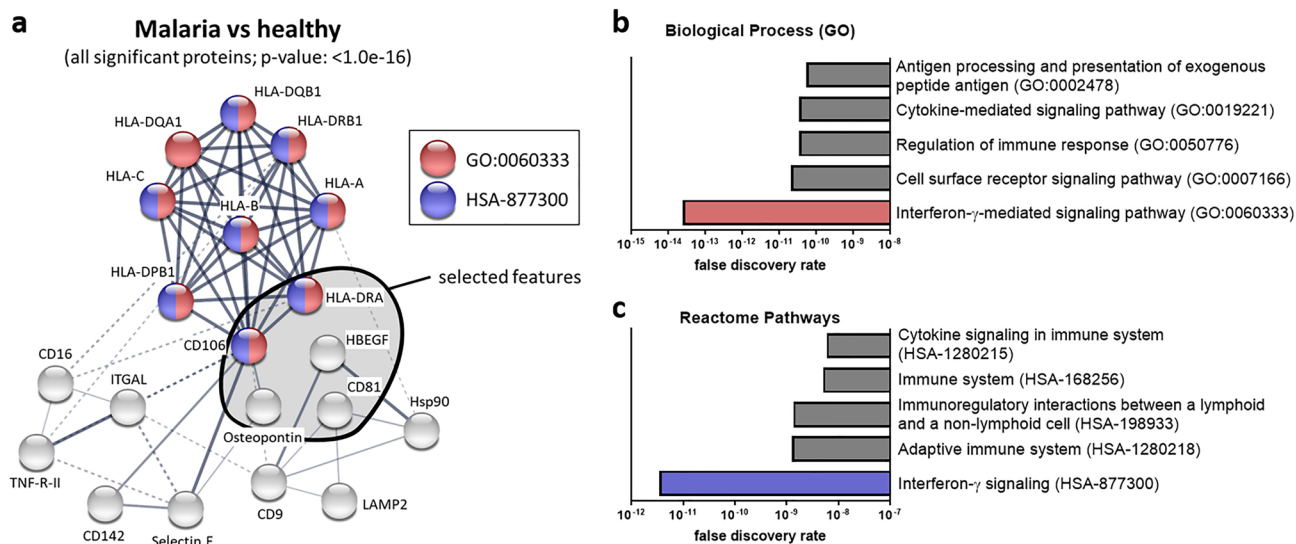 a
Malaria vs healthy
(all significant proteins; p-value: <1.0e-16)
HLA-DQB1
HLA-DQA1
HLA-DRB1
HLA-C
HLA-A
HLA-B
HLA-DPB1
HLA-DRA
CD106
HBEGF
CD16
ITGAL
CD81
Hsp90
Osteopontin
TNF-R-II
CD9
LAMP2
CD142
Selectin E
GO:0060333
HSA-877300
selected features
b
Biological Process (GO)
Antigen processing and presentation of exogenous
peptide antigen (GO:0002478)
Cytokine-mediated signaling pathway (GO:0019221)
Regulation of immune response (GO:0050776)
Cell surface receptor signaling pathway (GO:0007166)
Interferon-γ-mediated signaling pathway (GO:0060333)
10⁻¹⁵ 10⁻¹⁴ 10⁻¹³ 10⁻¹² 10⁻¹¹ 10⁻¹⁰ 10⁻⁹ 10⁻⁸
false discovery rate
c
Reactome Pathways
Cytokine signaling in immune system
(HSA-1280215)
Immune system (HSA-168256)
Immunoregulatory interactions between a lymphoid
and a non-lymphoid cell (HSA-198933)
Adaptive immune system (HSA-1280218)
Interferon-γ signaling (HSA-877300)
10⁻¹² 10⁻¹¹ 10⁻¹⁰ 10⁻⁹ 10⁻⁸ 10⁻⁷
false discovery rate